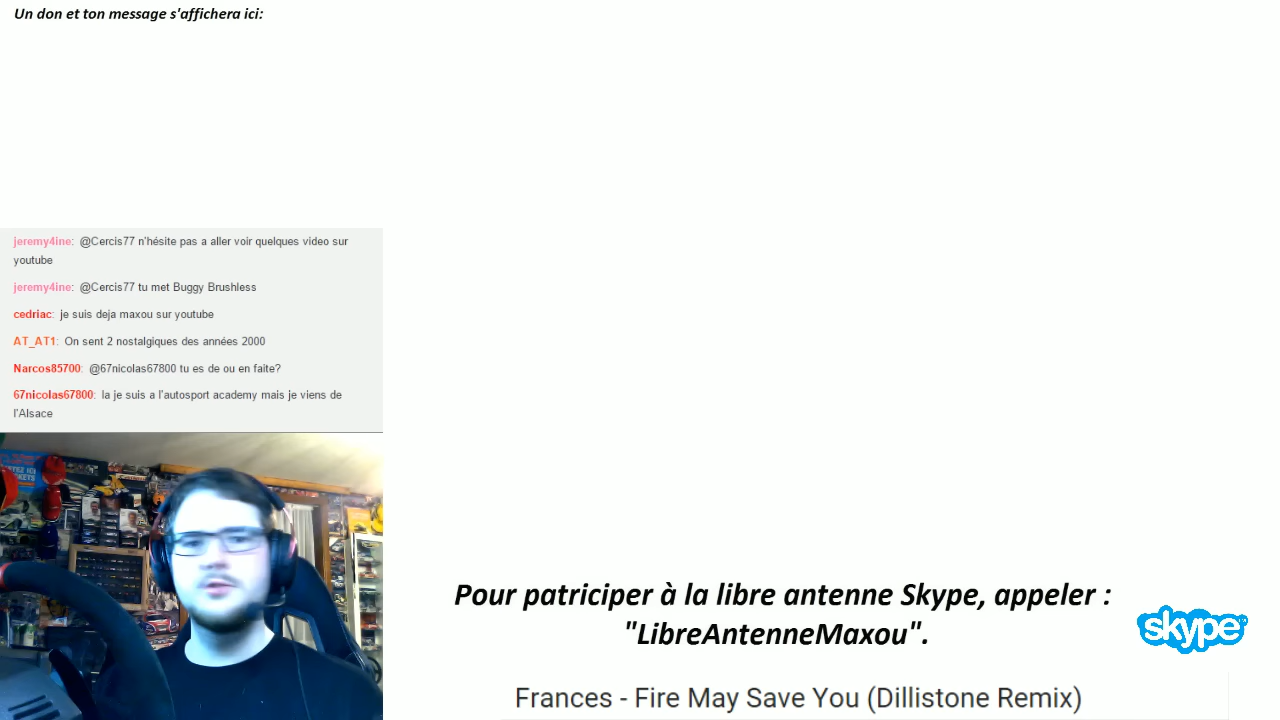 Un don et ton message s'affichera ici:
jeremy4ine: @Cercis77 n'hésite pas a aller voir quelques video sur
youtube
jeremy4ine: @Cercis77 tu met Buggy Brushless
cedriac: je suis deja maxou sur youtube
AT_AT1: On sent 2 nostalgiques des années 2000
Narcos85700: @67nicolas67800 tu es de ou en faite?
67nicolas67800: la je suis a l'autosport academy mais je viens de
l'Alsace
Pour patriciper à la libre antenne Skype, appeler :
"LibreAntenneMaxou".
skype
Frances - Fire May Save You (Dillistone Remix)